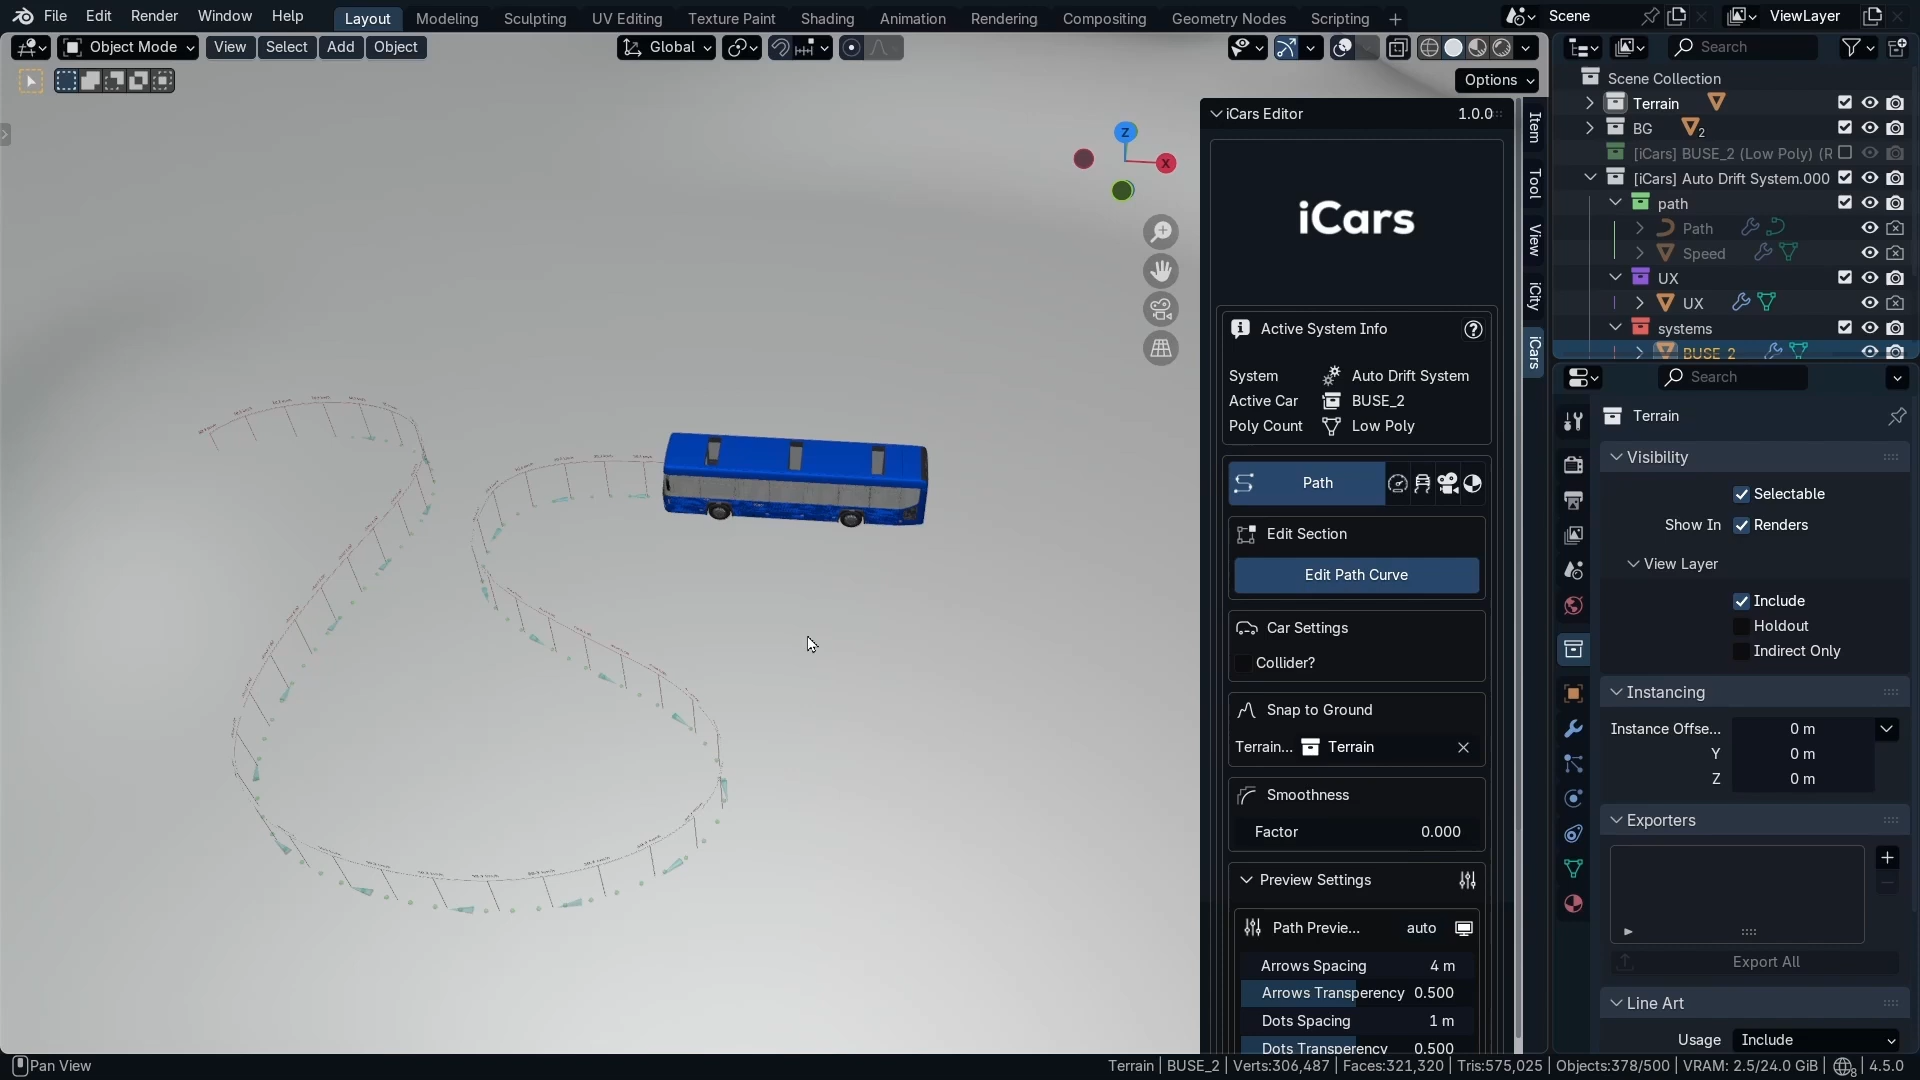 File Edit Render Window Help Layout Modeling Sculpting UV Editing Texture Paint Shading Animation Rendering Compositing Geometry Nodes Scripting + Scene ViewLayer
Object Mode View Select Add Object Global Search
Options
iCars Editor 1.0.0
iCars
Active System Info
System Auto Drift System
Active Car BUSE_2
Poly Count Low Poly
Path
Edit Section
Edit Path Curve
Car Settings
Collider?
Snap to Ground
Terrain... Terrain
Smoothness
Factor 0.000
Preview Settings
Path Previe... auto
Arrows Spacing 4 m
Arrows Transperency 0.500
Dots Spacing 1 m
Dots Transperency 0.500
Item
Tool
View
iCity
iCars
Z
X
Scene Collection
Terrain
BG 2
[iCars] BUSE_2 (Low Poly) (R
[iCars] Auto Drift System.000
path
Path
Speed
UX
UX
systems
BUSE_2
Search
Terrain
Visibility
Selectable
Show In Renders
View Layer
Include
Holdout
Indirect Only
Instancing
Instance Offse... 0 m
Y 0 m
Z 0 m
Exporters
Export All
Line Art
Usage Include
Pan View
Terrain | BUSE_2 | Verts:306,487 | Faces:321,320 | Tris:575,025 | Objects:378/500 | VRAM: 2.5/24.0 GiB | 8 | 4.5.0